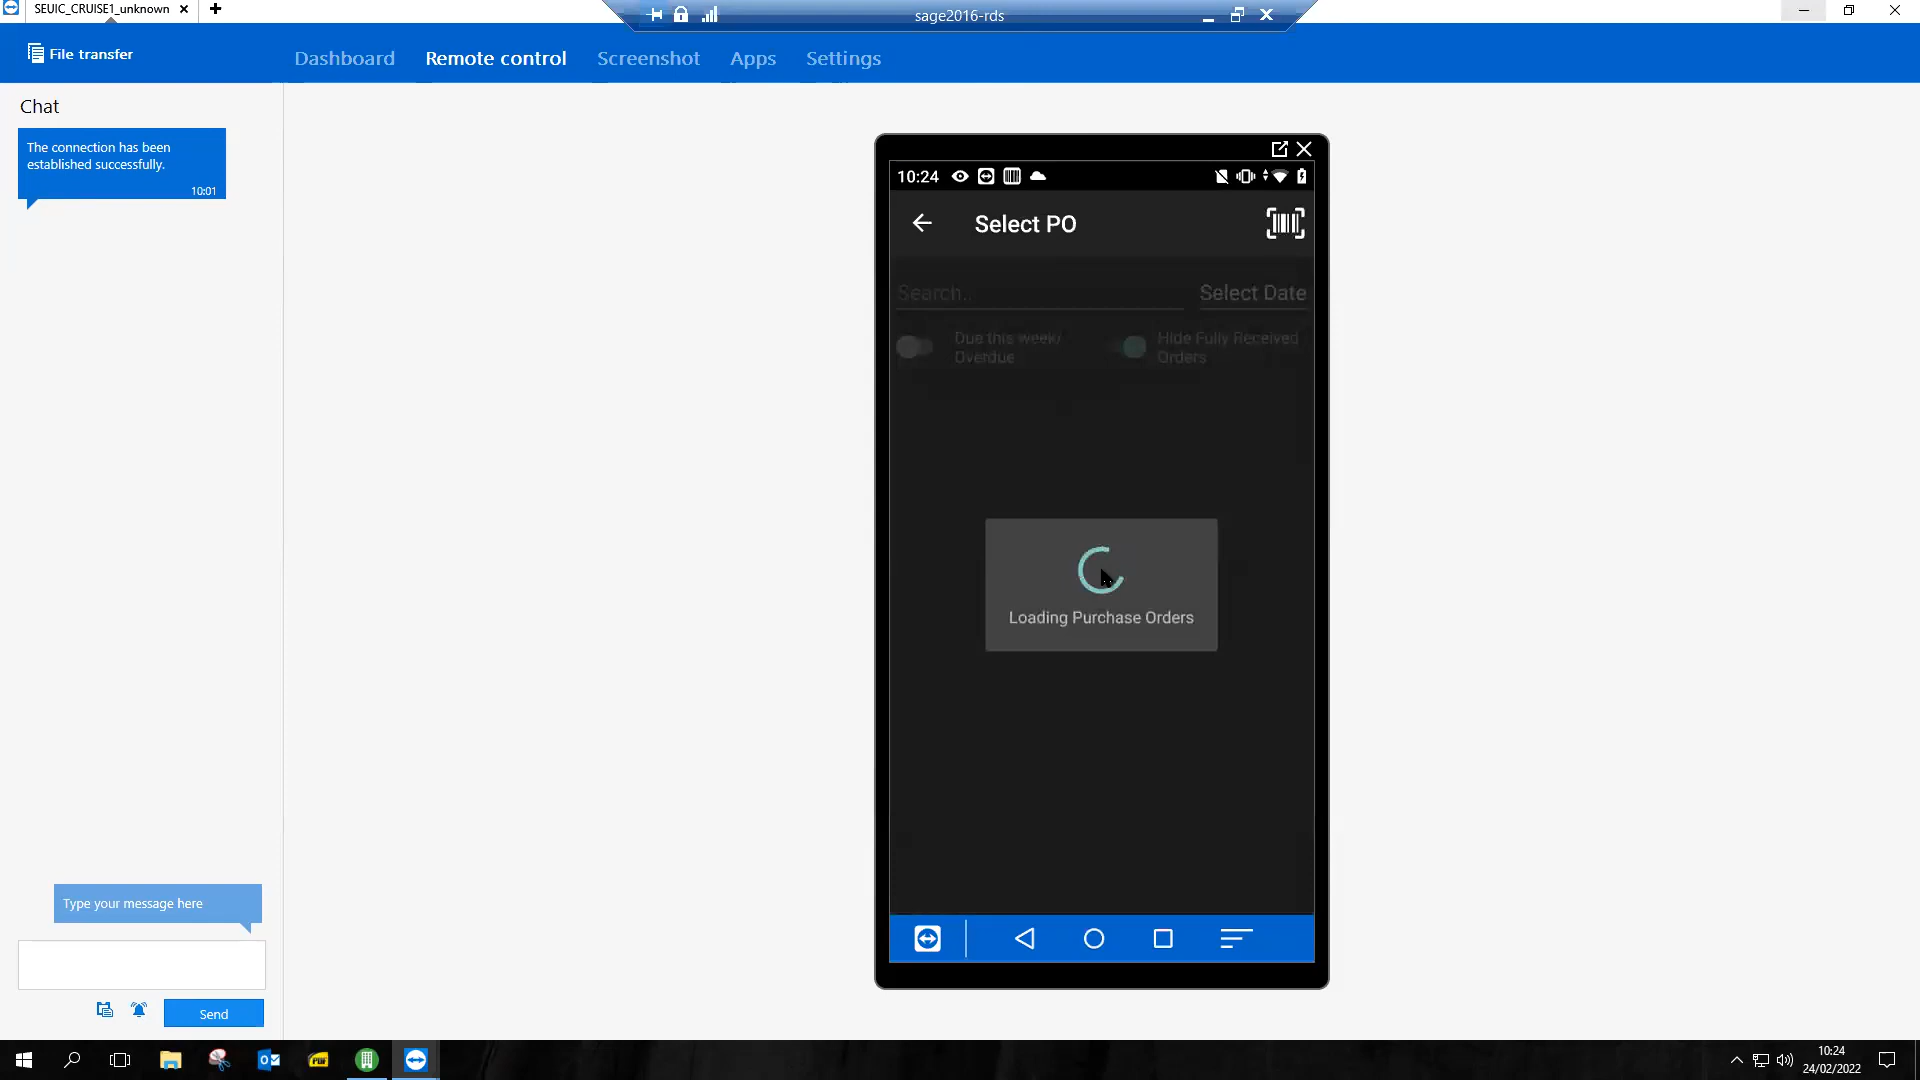 SEUIC_CRUISE1_unknown
sage2016-rds
File transfer
Dashboard
Remote control
Screenshot
Apps
Settings
Chat
The connection has been
established successfully.
10:01
10:24
Select PO
Search..
Select Date
Due this week/
Overdue
Hide Fully Received
Orders
Loading Purchase Orders
Type your message here
Send
PDF
10:24
24/02/2022